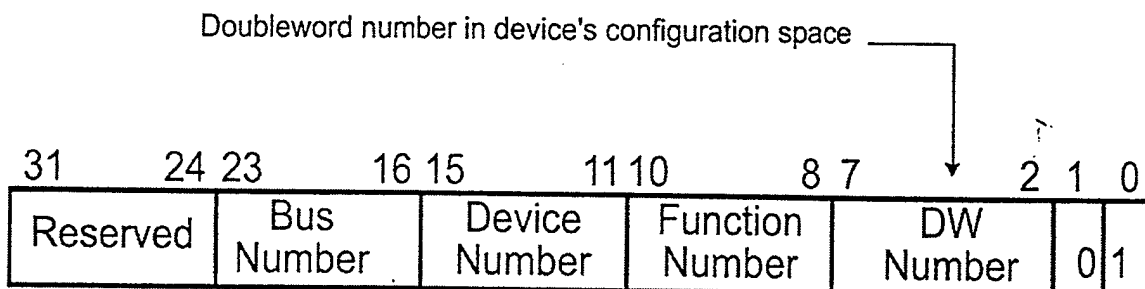 Doubleword number in device's configuration space
31 24 23 16 15 11 10 8 7 2 1 0
Reserved Bus Device Function DW 0 1
Number Number Number Number